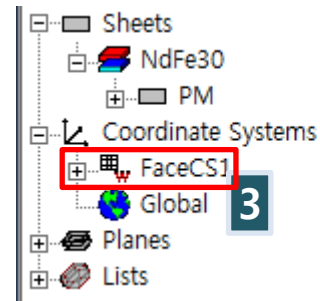 Sheets
NdFe30
PM
Coordinate Systems
FaceCS1
Global
3
Planes
Lists